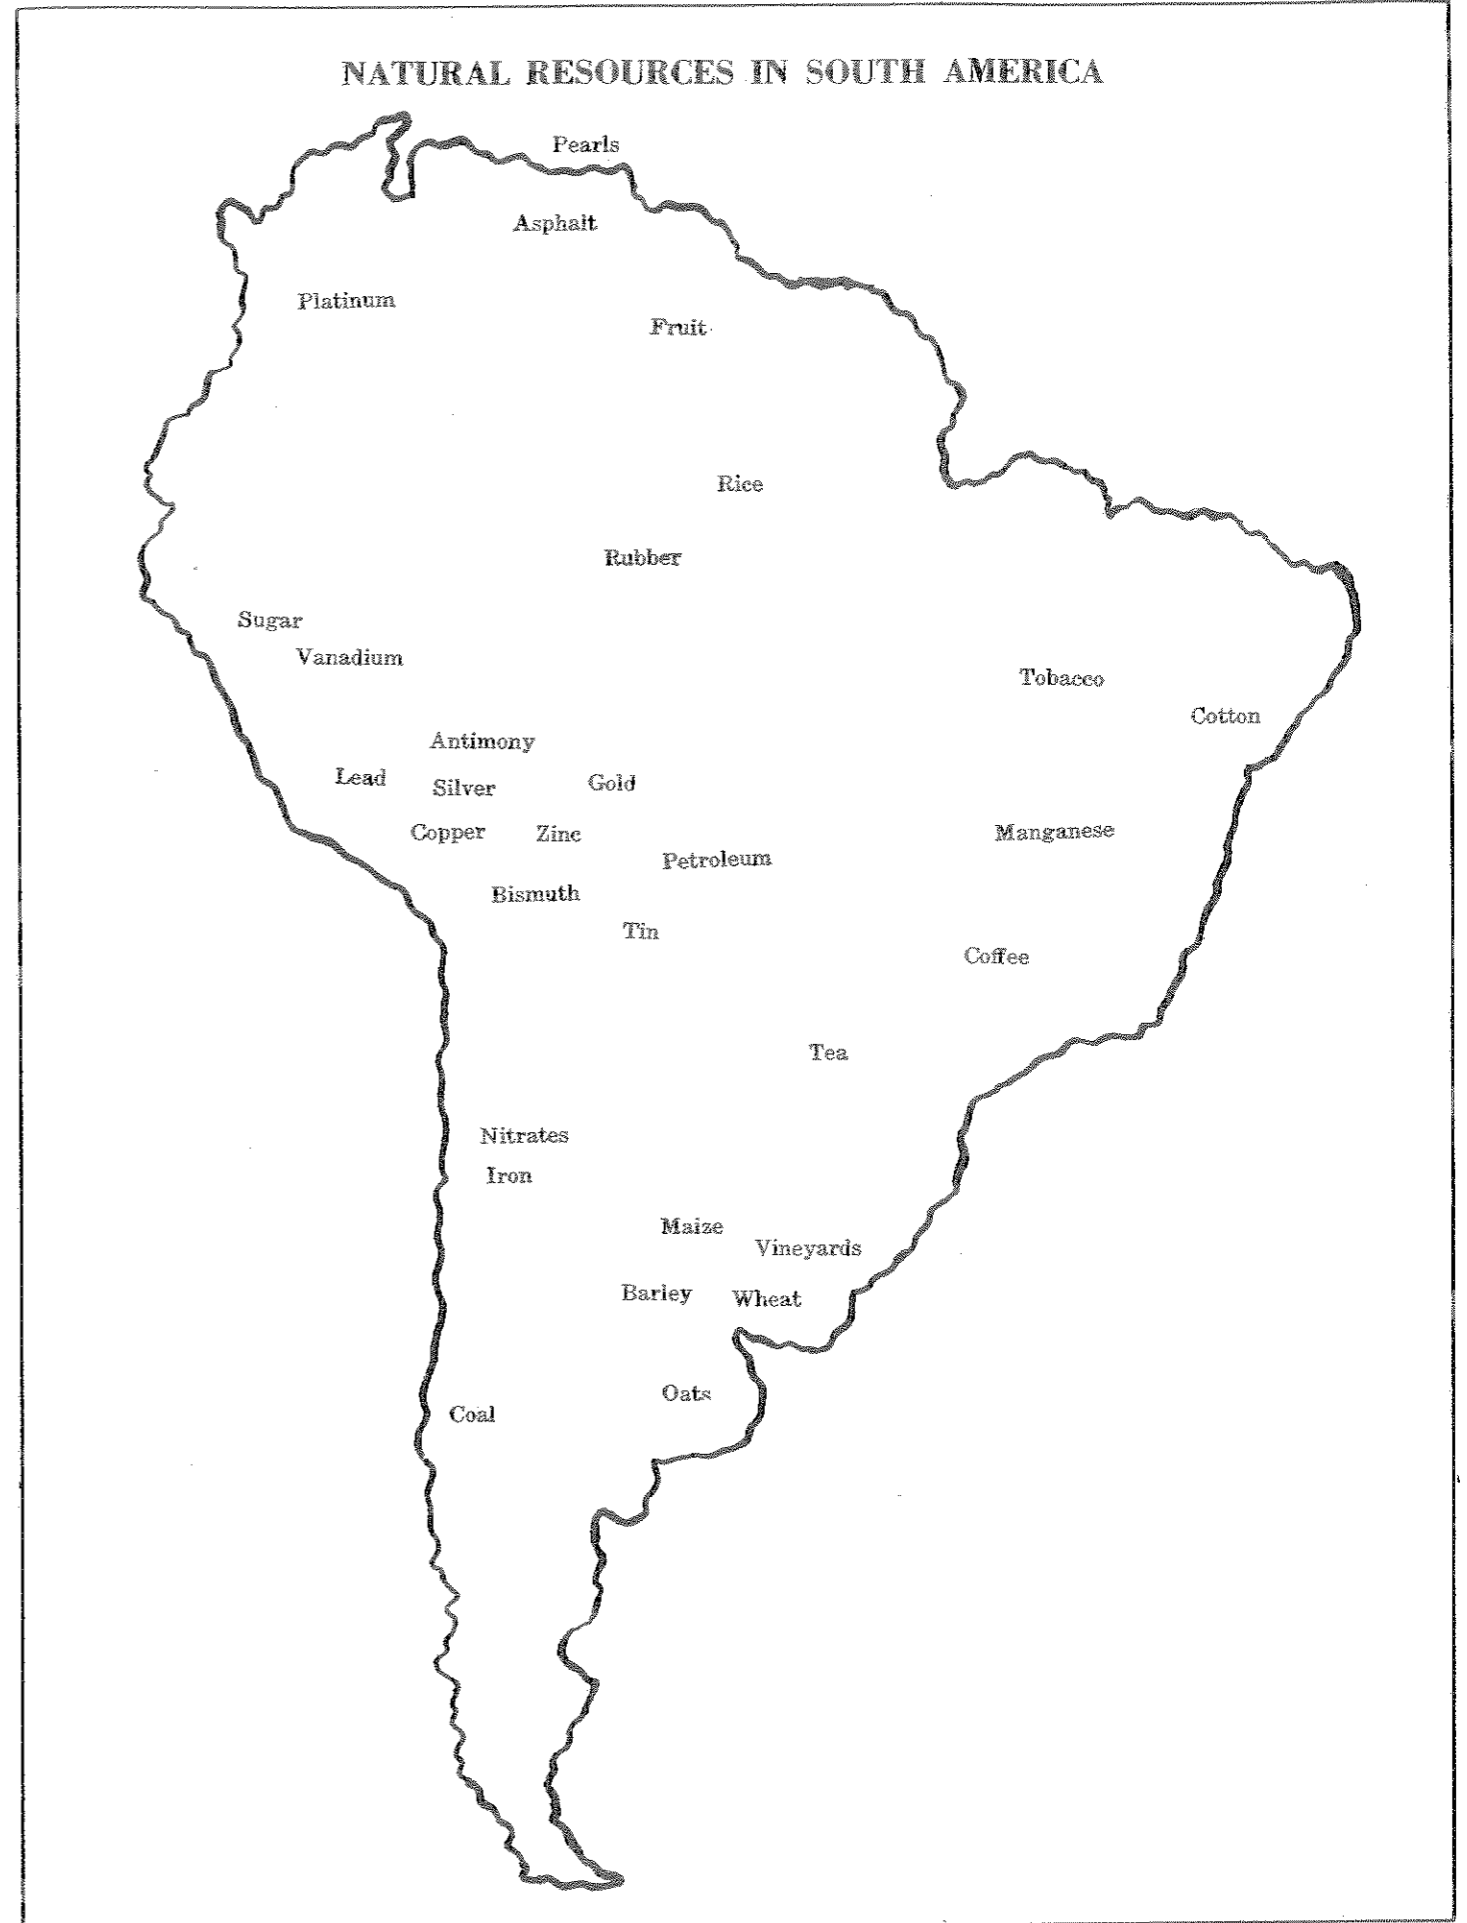 NATURAL RESOURCES IN SOUTH AMERICA
Pearls
Asphalt
Platinum
Fruit
Rice
Rubber
Sugar
Vanadium
Tobacco
Cotton
Antimony
Lead
Silver
Gold
Copper
Zinc
Manganese
Petroleum
Bismuth
Tin
Coffee
Tea
Nitrates
Iron
Maize
Vineyards
Barley
Wheat
Oats
Coal